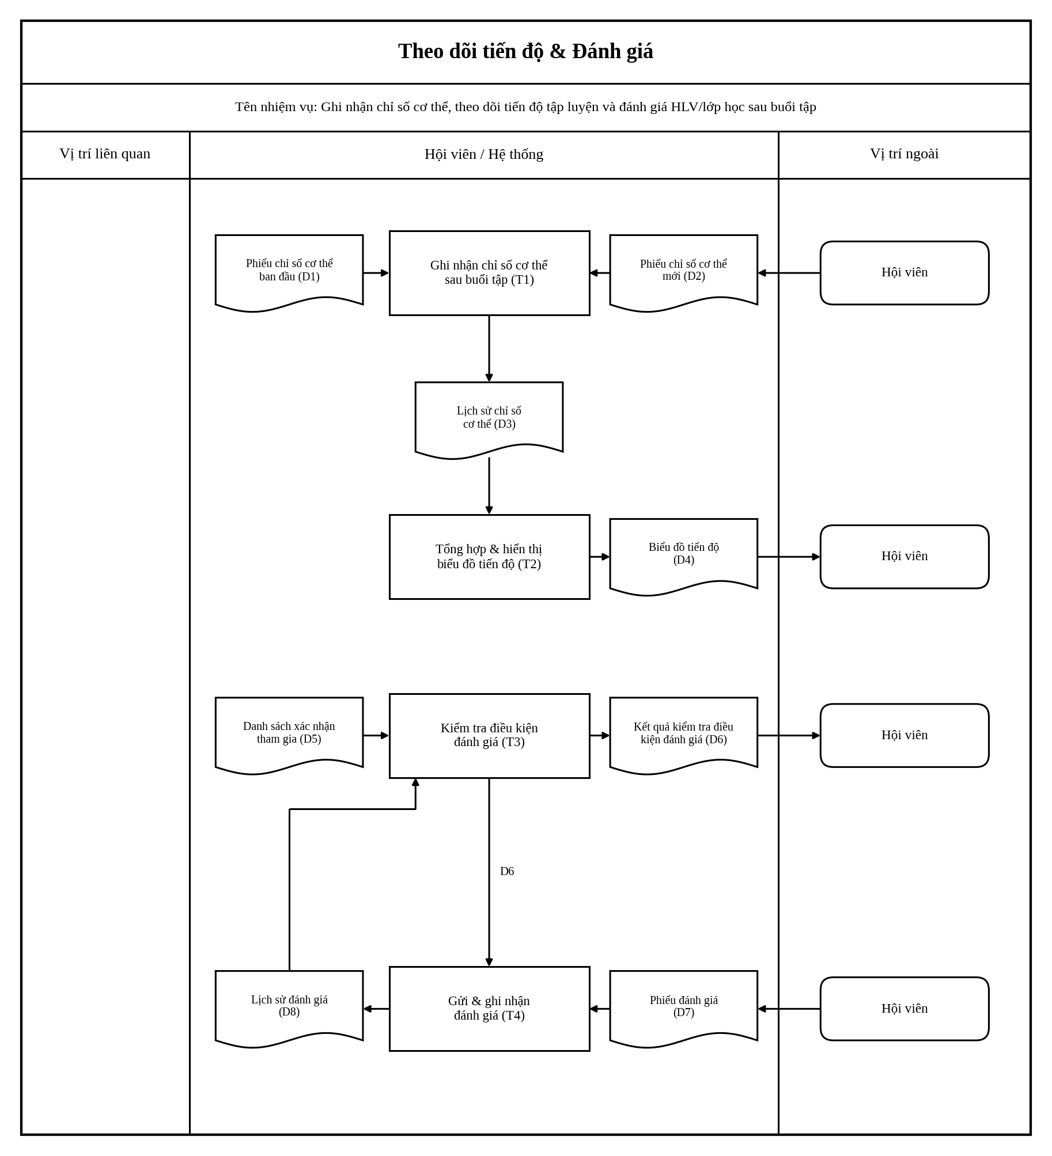 Theo dõi tiến độ & Đánh giá
Tên nhiệm vụ: Ghi nhận chỉ số cơ thể, theo dõi tiến độ tập luyện và đánh giá HLV/lớp học sau buổi tập
Vị trí liên quan
Hội viên / Hệ thống
Vị trí ngoài
Phiếu chỉ số cơ thể
ban đầu (D1)
Ghi nhận chỉ số cơ thể
sau buổi tập (T1)
Phiếu chỉ số cơ thể
mới (D2)
Hội viên
Lịch sử chỉ số
cơ thể (D3)
Tổng hợp & hiển thị
biểu đồ tiến độ (T2)
Biểu đồ tiến độ
(D4)
Hội viên
Danh sách xác nhận
tham gia (D5)
Kiểm tra điều kiện
đánh giá (T3)
Kết quả kiểm tra điều
kiện đánh giá (D6)
Hội viên
D6
Lịch sử đánh giá
(D8)
Gửi & ghi nhận
đánh giá (T4)
Phiếu đánh giá
(D7)
Hội viên